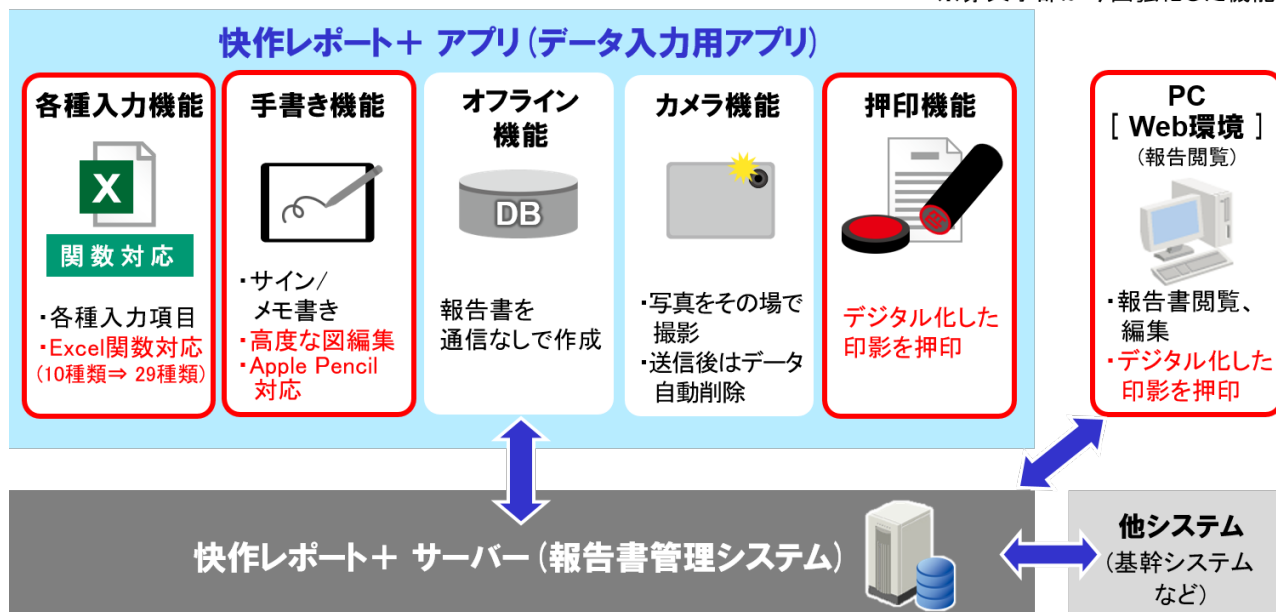 快作レポート＋ アプリ（データ入力用アプリ）
各種入力機能
X
関数対応
・各種入力項目
・Excel関数対応
（10種類⇒ 29種類）
手書き機能
・サイン/
メモ書き
・高度な図編集
・Apple Pencil
対応
オフライン
機能
DB
報告書を
通信なしで作成
カメラ機能
・写真をその場で
撮影
・送信後はデータ
自動削除
押印機能
デジタル化した
印影を押印
PC
[ Web環境 ]
（報告閲覧）
・報告書閲覧、
編集
・デジタル化した
印影を押印
快作レポート＋ サーバー（報告書管理システム）
他システム
（基幹システム
など）